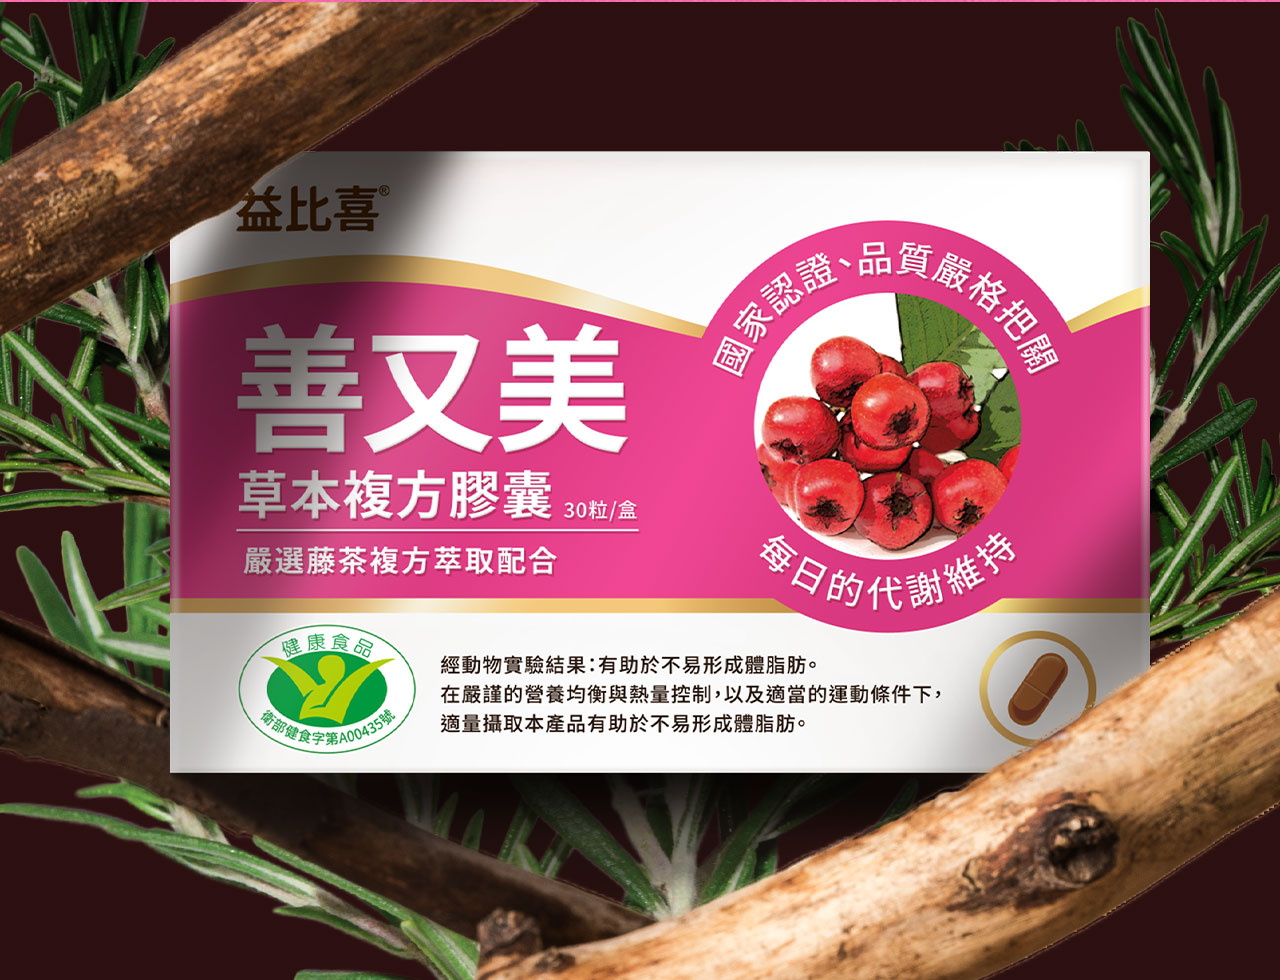 益比喜®
國家認證、品質嚴格把關
善又美
草本複方膠囊 30粒/盒
嚴選藤茶複方萃取配合
每日的代謝維持
健康食品
衛部健食字第A00435號
經動物實驗結果：有助於不易形成體脂肪。
在嚴謹的營養均衡與熱量控制，以及適當的運動條件下，
適量攝取本產品有助於不易形成體脂肪。